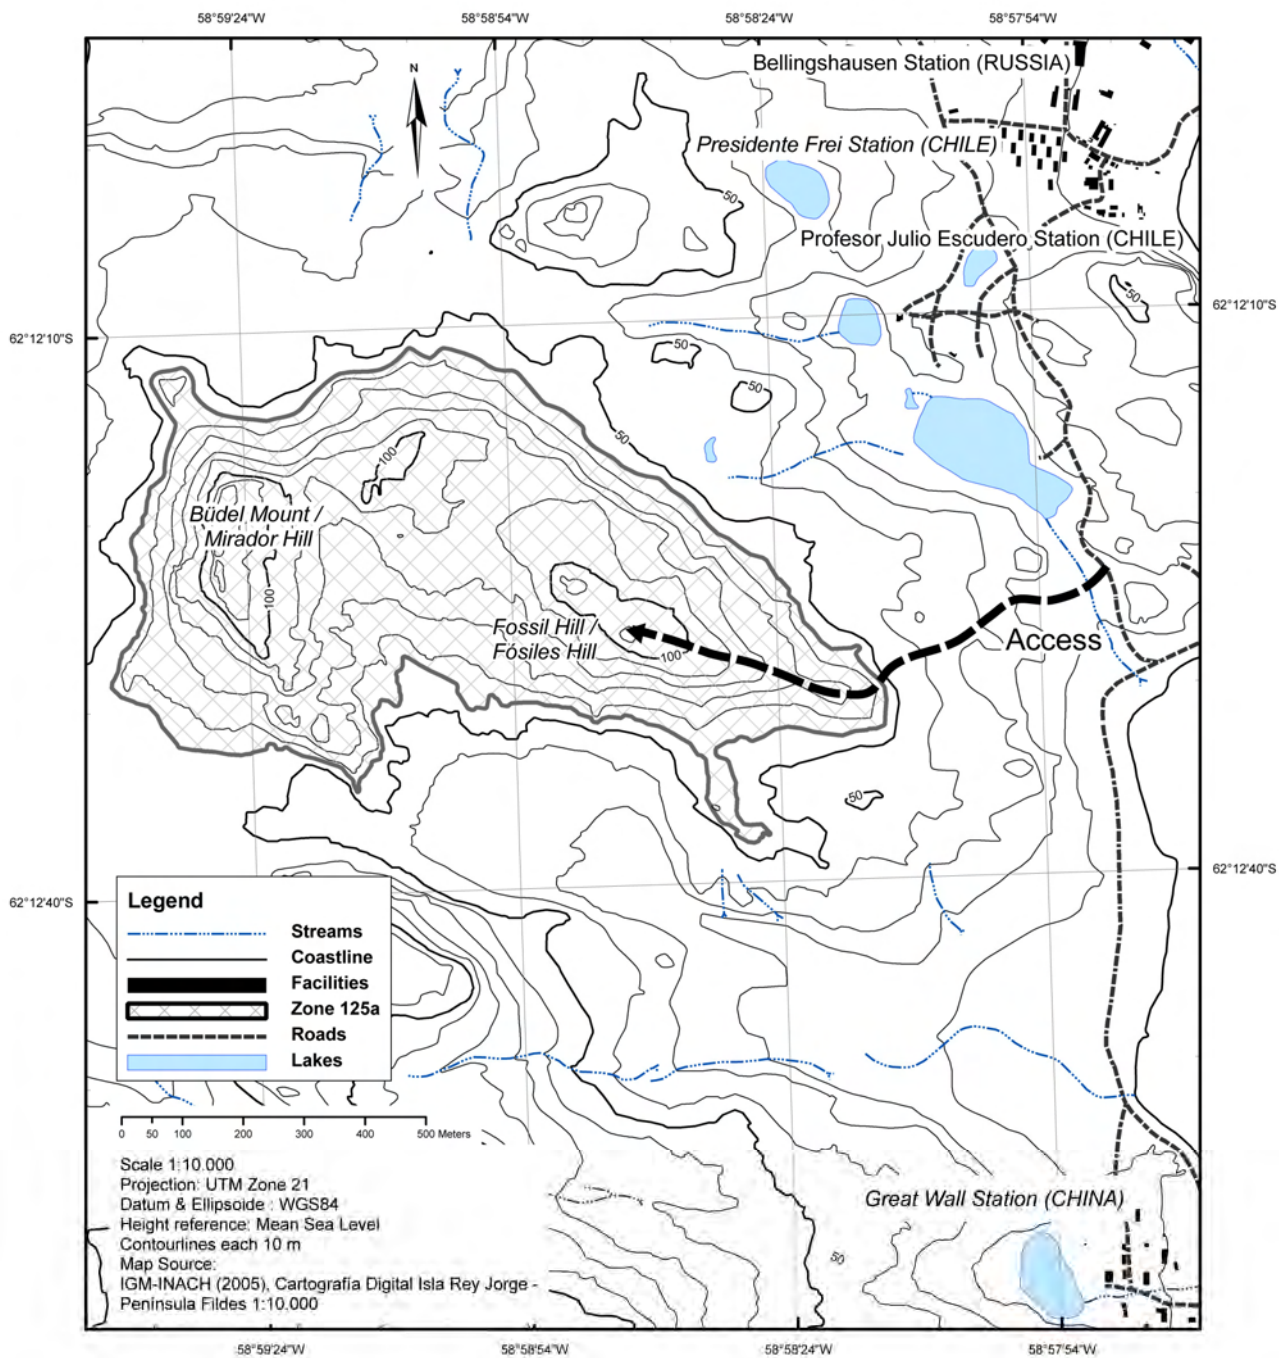 58°59'24"W 58°58'54"W 58°58'24"W 58°57'54"W
Bellingshausen Station (RUSSIA)
N
Presidente Frei Station (CHILE)
50
Profesor Julio Escudero Station (CHILE)
50
62°12'10"S
62°12'10"S
50
50
50
100
Büdel Mount /
Mirador Hill
100
Fossil Hill /
Fósiles Hill
100
Access
50
62°12'40"S
62°12'40"S
Legend
Streams
Coastline
Facilities
Zone 125a
Roads
Lakes
0 50 100 200 300 400 500 Meters
Scale 1:10.000
Projection: UTM Zone 21
Datum & Ellipsoide : WGS84
Height reference: Mean Sea Level
Contourlines each 10 m
Map Source:
IGM-INACH (2005), Cartografía Digital Isla Rey Jorge -
Península Fildes 1:10.000
Great Wall Station (CHINA)
50
58°59'24"W 58°58'54"W 58°58'24"W 58°57'54"W